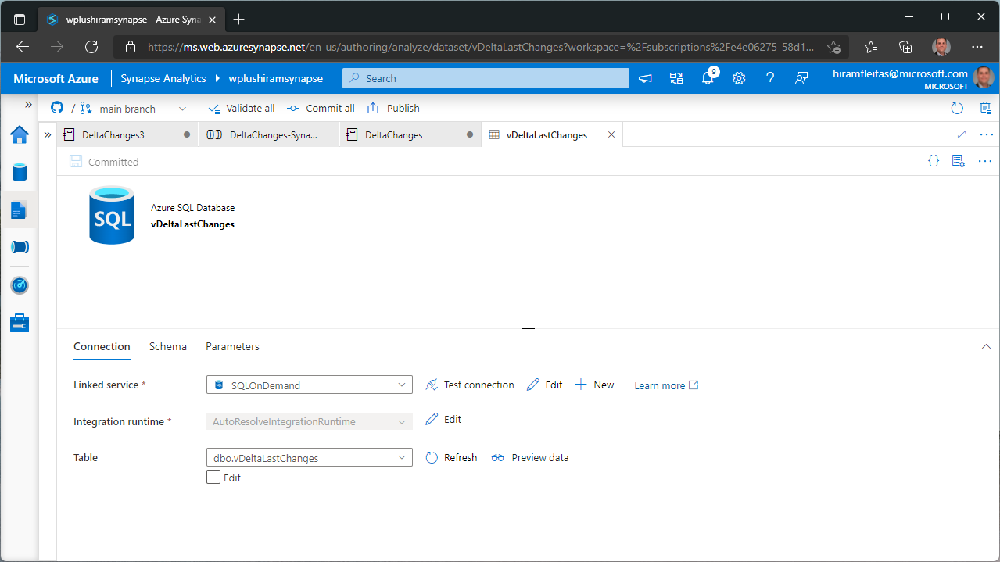 wplushiramsynapse - Azure Syna
https://ms.web.azuresynapse.net/en-us/authoring/analyze/dataset/vDeltaLastChanges?workspace=%2Fsubscriptions%2Fe4e06275-58d1...
Microsoft Azure
Synapse Analytics
wplushiramsynapse
Search
9
hiramfleitas@microsoft.com
MICROSOFT
/ main branch
Validate all
Commit all
Publish
DeltaChanges3
DeltaChanges-Syna...
DeltaChanges
vDeltaLastChanges
Committed
{}
SQL
Azure SQL Database
vDeltaLastChanges
Connection
Schema
Parameters
Linked service *
SQLOnDemand
Test connection
Edit
New
Learn more
Integration runtime *
AutoResolveIntegrationRuntime
Edit
Table
dbo.vDeltaLastChanges
Refresh
Preview data
Edit